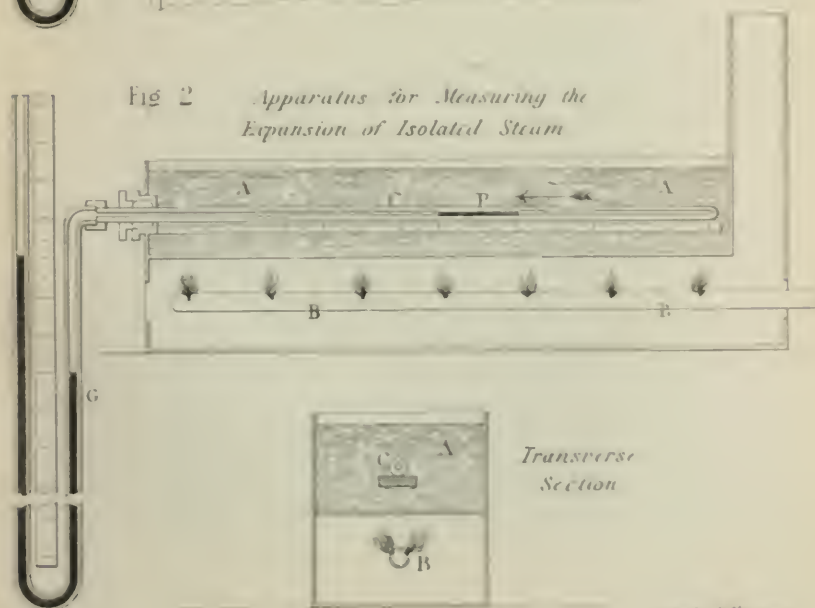 Fig 2
Apparatus for Measuring the
Expansion of Isolated Steam
A C P A
B B
G
A
C
B
Transverse
Section